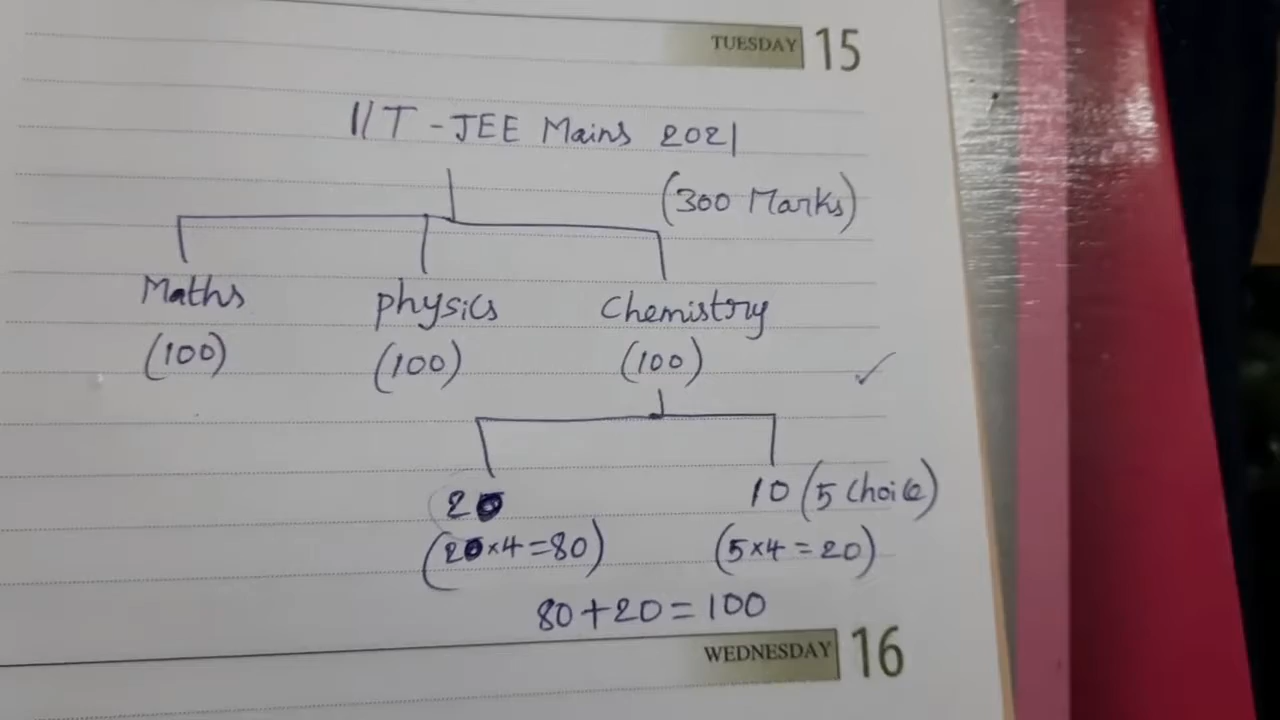 TUESDAY 15
IIT - JEE Mains 2021
(300 Marks)
Maths physics Chemistry
(100) (100) (100)
20 10 (5 Choice)
(20×4=80) (5×4=20)
80+20=100
WEDNESDAY 16